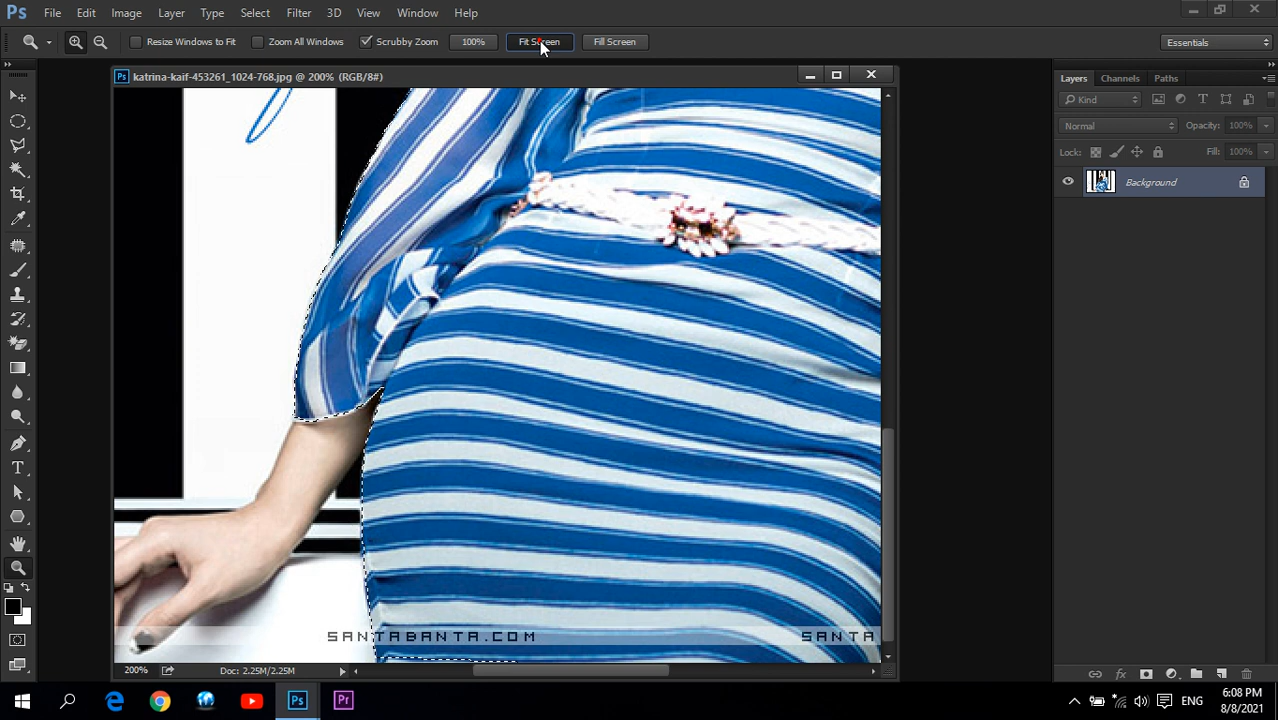 Ps File Edit Image Layer Type Select Filter 3D View Window Help
Resize Windows to Fit Zoom All Windows Scrubby Zoom 100% Fit Screen Fill Screen Essentials
Ps katrina-kaif-453261_1024-768.jpg @ 200% (RGB/8#)
Layers Channels Paths
Kind
Normal Opacity: 100%
Lock: Fill: 100%
Background
SANTABANTA.COM SANTA
200% Doc: 2.25M/2.25M
Ps Pr ENG 6:08 PM
8/8/2021